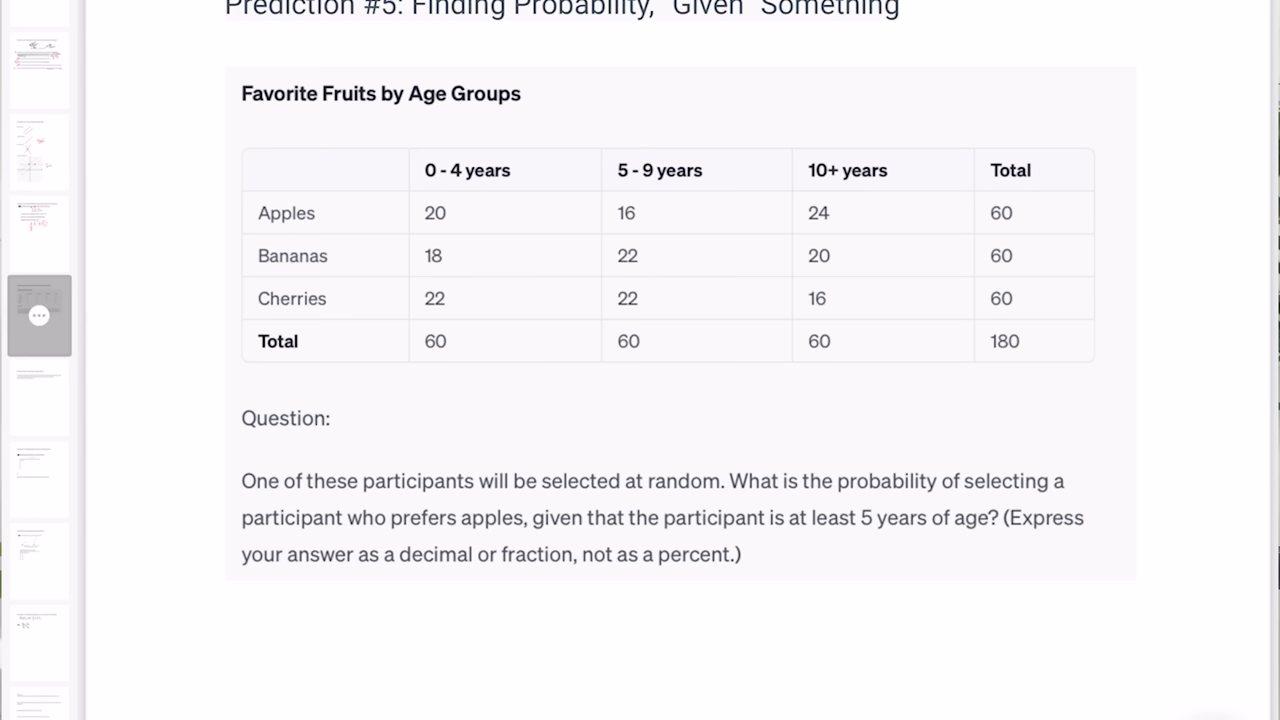 Prediction #5: Finding Probability, "Given" Something
Favorite Fruits by Age Groups
0 - 4 years 5 - 9 years 10+ years Total
Apples 20 16 24 60
Bananas 18 22 20 60
Cherries 22 22 16 60
Total 60 60 60 180
Question:
One of these participants will be selected at random. What is the probability of selecting a
participant who prefers apples, given that the participant is at least 5 years of age? (Express
your answer as a decimal or fraction, not as a percent.)